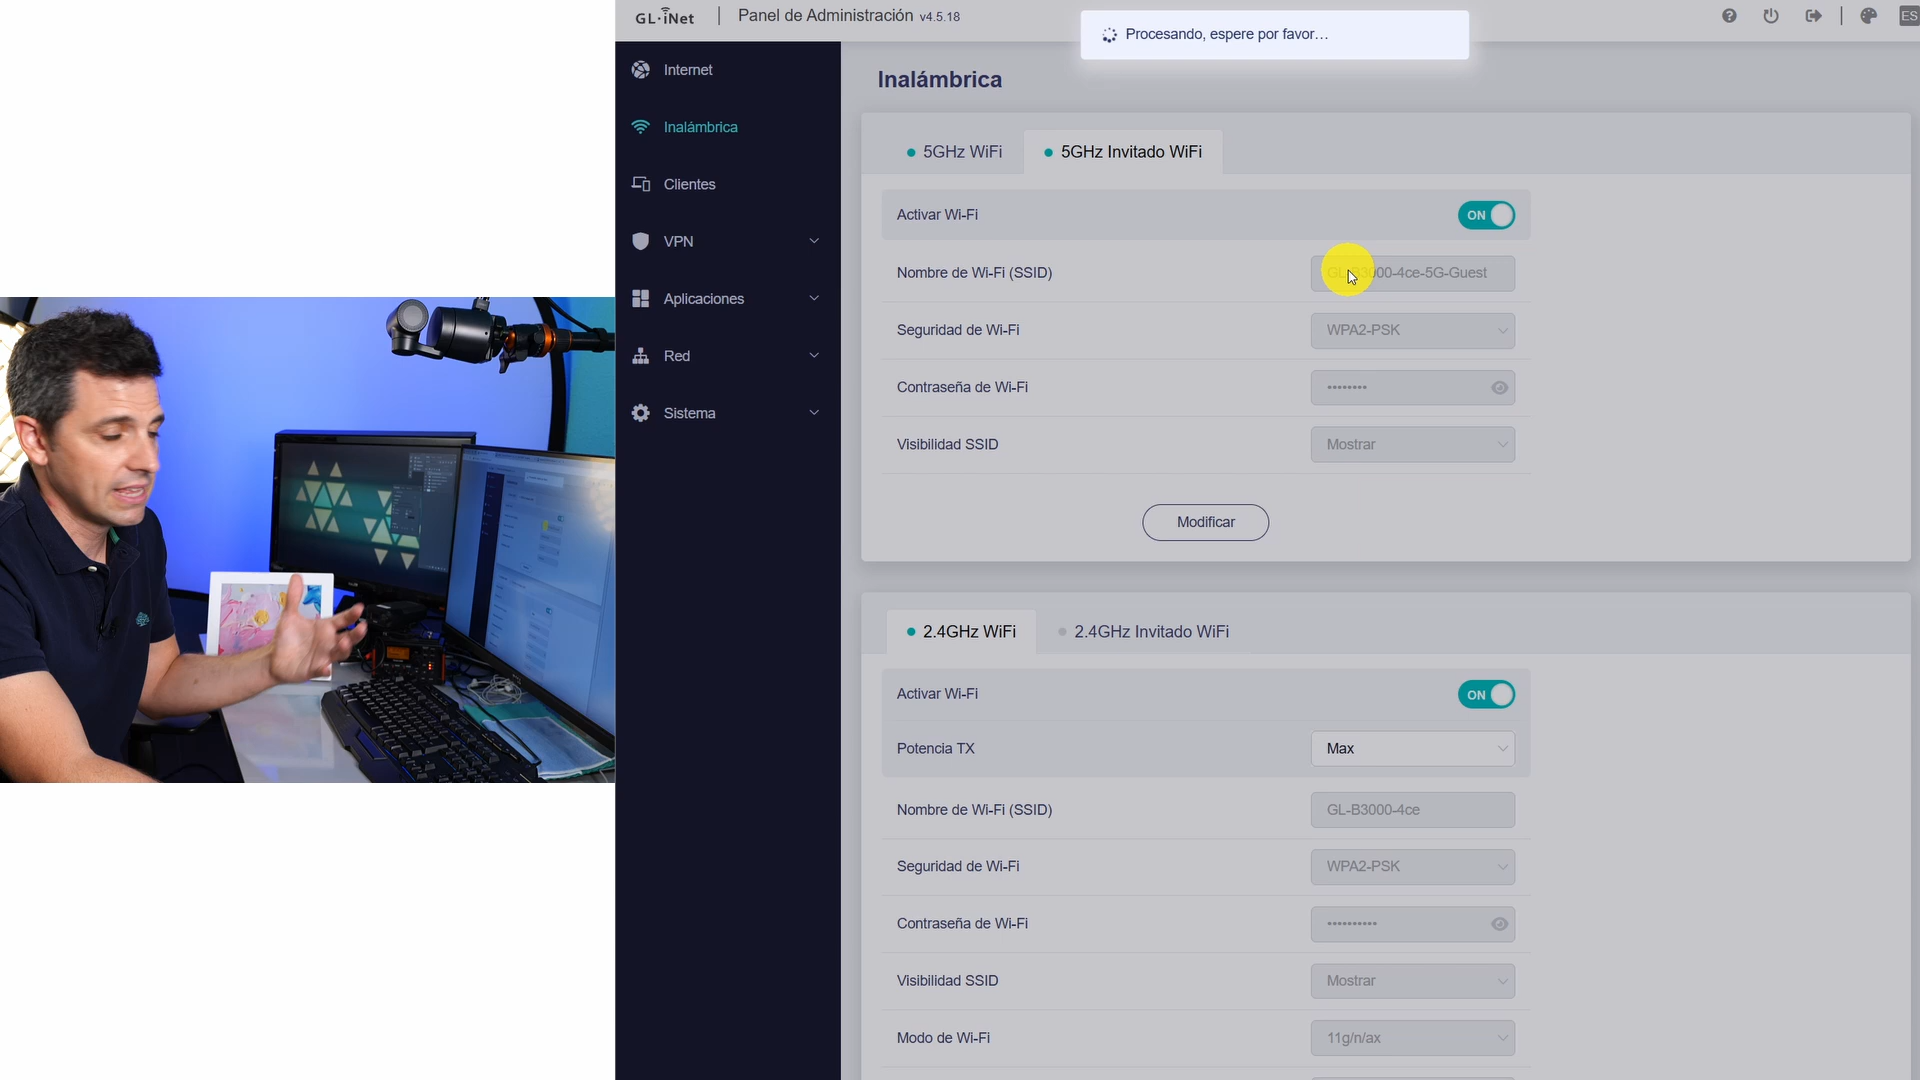 GL·iNet | Panel de Administración v4.5.18
Procesando, espere por favor…
ES
Internet
Inalámbrica
Clientes
VPN
Aplicaciones
Red
Sistema
Inalámbrica
5GHz WiFi
5GHz Invitado WiFi
Activar Wi-Fi
ON
Nombre de Wi-Fi (SSID)
GL-B3000-4ce-5G-Guest
Seguridad de Wi-Fi
WPA2-PSK
Contraseña de Wi-Fi
••••••••
Visibilidad SSID
Mostrar
Modificar
2.4GHz WiFi
2.4GHz Invitado WiFi
Activar Wi-Fi
ON
Potencia TX
Max
Nombre de Wi-Fi (SSID)
GL-B3000-4ce
Seguridad de Wi-Fi
WPA2-PSK
Contraseña de Wi-Fi
••••••••••
Visibilidad SSID
Mostrar
Modo de Wi-Fi
11g/n/ax